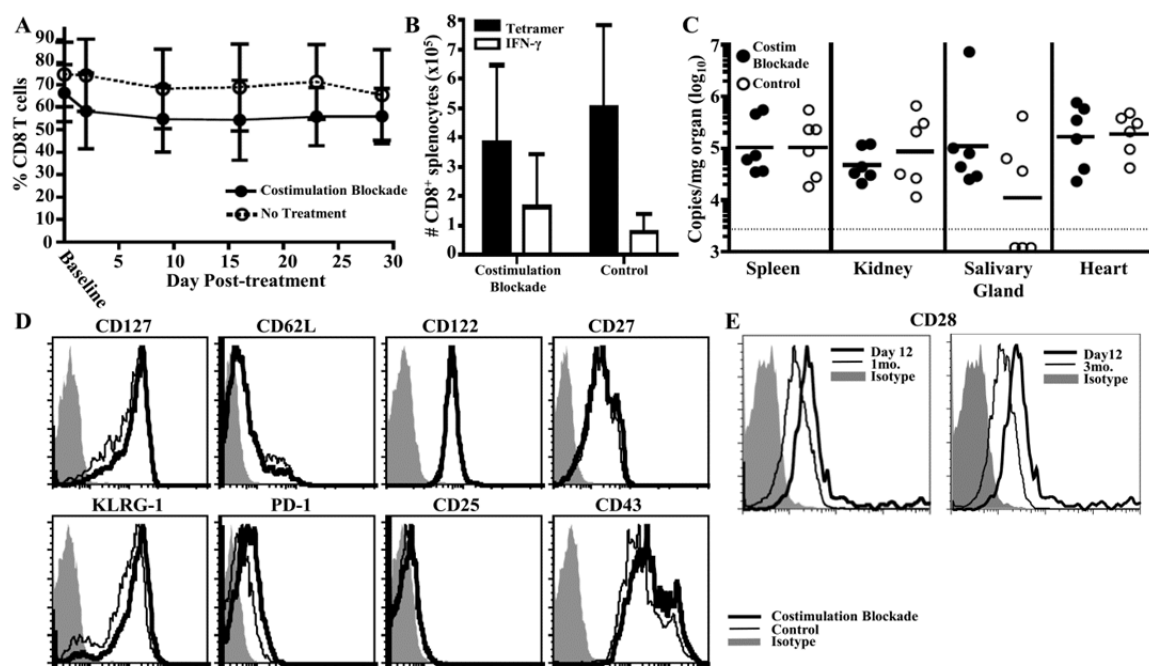 A
% CD8 T cells
90
80
70
60
50
40
30
20
10
0
Costimulation Blockade
No Treatment
Baseline
5
10
15
20
25
30
Day Post-treatment
B
# CD8+ splenocytes (x10⁵)
8
7
6
5
4
3
2
1
0
Tetramer
IFN-γ
Costimulation
Blockade
Control
C
Copies/mg organ (log₁₀)
7
6
5
4
3
Costim
Blockade
Control
Spleen
Kidney
Salivary
Gland
Heart
D
CD127
CD62L
CD122
CD27
KLRG-1
PD-1
CD25
CD43
E
CD28
Day 12
1mo.
Isotype
Day12
3mo.
Isotype
Costimulation Blockade
Control
Isotype